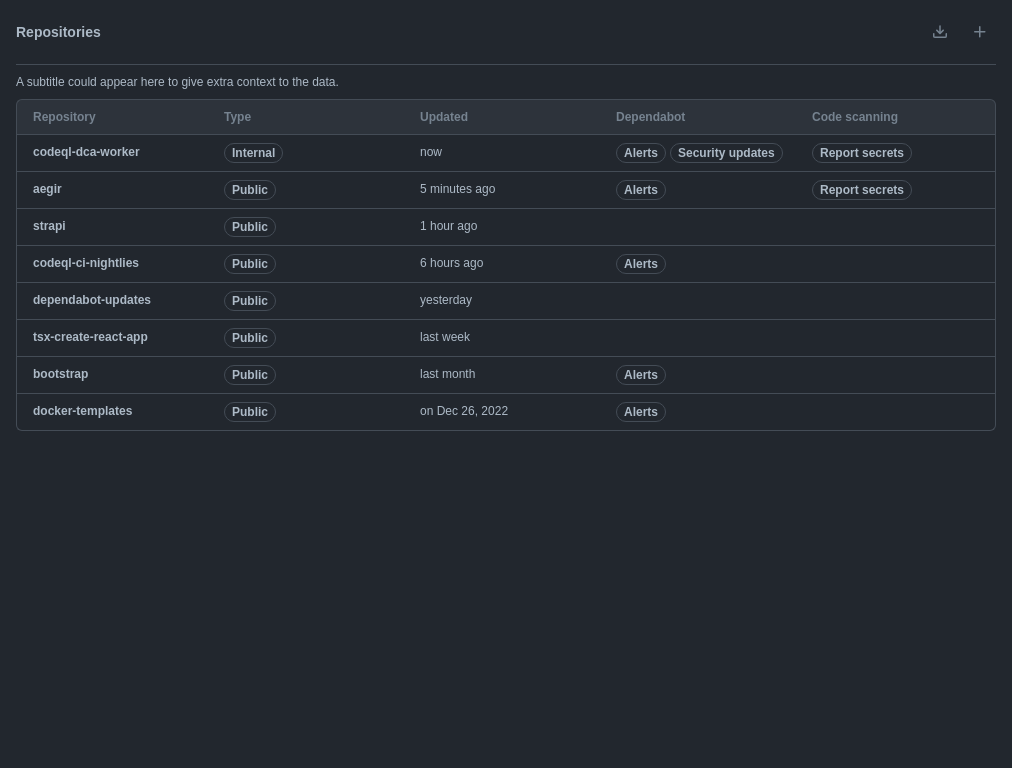 Repositories
A subtitle could appear here to give extra context to the data.
Repository Type Updated Dependabot Code scanning
codeql-dca-worker Internal now Alerts Security updates Report secrets
aegir Public 5 minutes ago Alerts Report secrets
strapi Public 1 hour ago
codeql-ci-nightlies Public 6 hours ago Alerts
dependabot-updates Public yesterday
tsx-create-react-app Public last week
bootstrap Public last month Alerts
docker-templates Public on Dec 26, 2022 Alerts